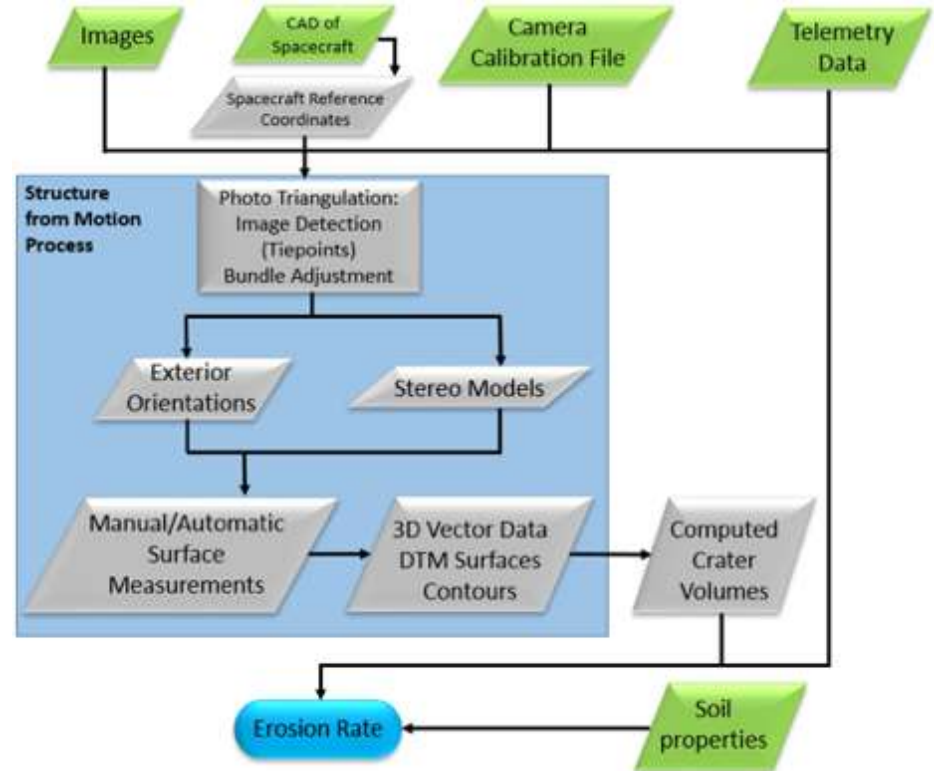 Images
CAD of
Spacecraft
Camera
Calibration File
Telemetry
Data
Spacecraft Reference
Coordinates
Structure
from Motion
Process
Photo Triangulation:
Image Detection
(Tiepoints)
Bundle Adjustment
Exterior
Orientations
Stereo Models
Manual/Automatic
Surface
Measurements
3D Vector Data
DTM Surfaces
Contours
Computed
Crater
Volumes
Erosion Rate
Soil
properties